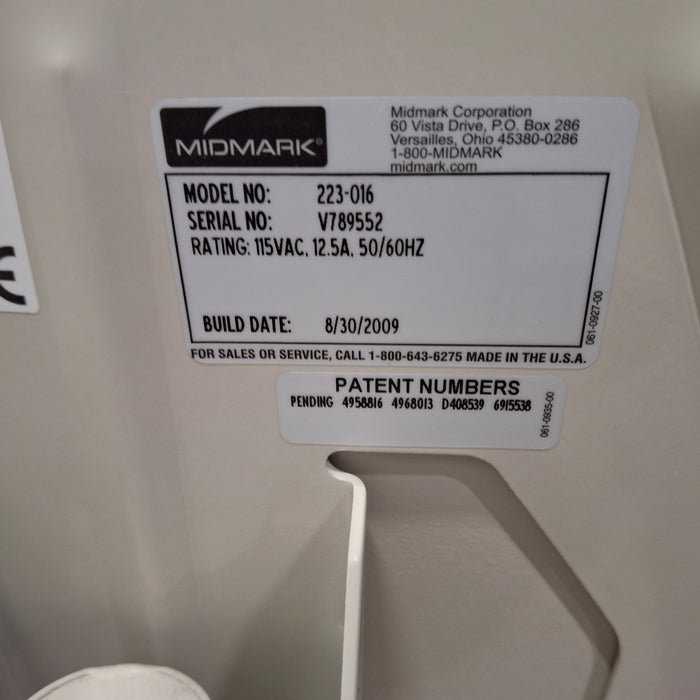 MIDMARK®
Midmark Corporation
60 Vista Drive, P.O. Box 286
Versailles, Ohio 45380-0286
1-800-MIDMARK
midmark.com
MODEL NO: 223-016
SERIAL NO: V789552
RATING: 115VAC, 12.5A, 50/60HZ
BUILD DATE: 8/30/2009
061-0927-00
FOR SALES OR SERVICE, CALL 1-800-643-6275 MADE IN THE U.S.A.
PATENT NUMBERS
PENDING 4958816 4968013 D408539 6915538
061-0935-00
CE